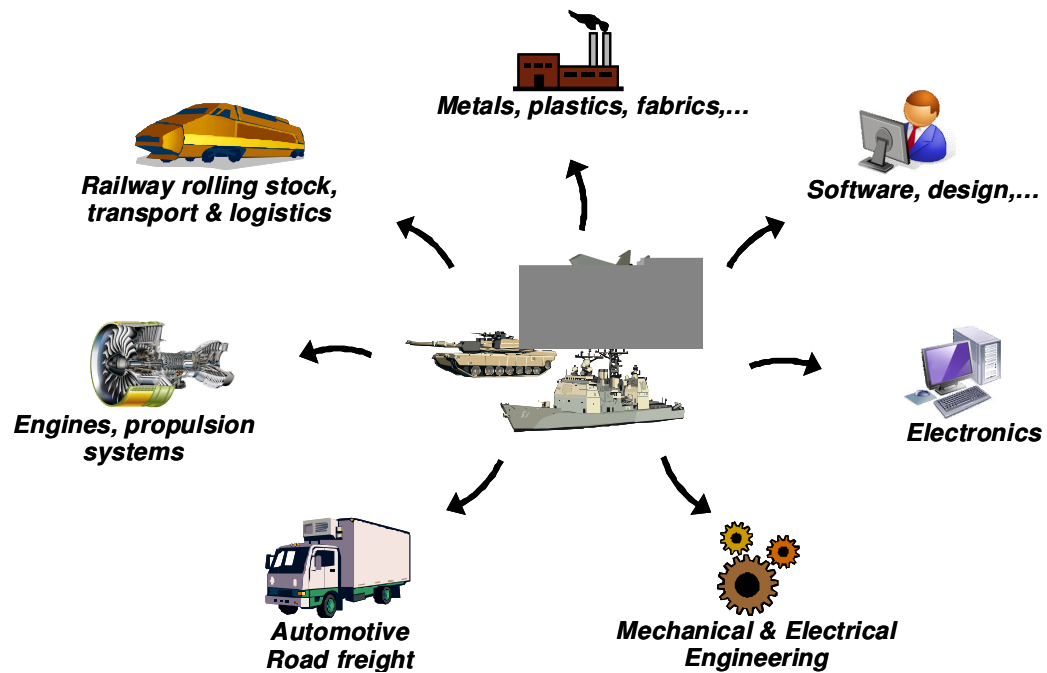 Metals, plastics, fabrics,...
Railway rolling stock,
transport & logistics
Software, design,...
Engines, propulsion
systems
Electronics
Automotive
Road freight
Mechanical & Electrical
Engineering